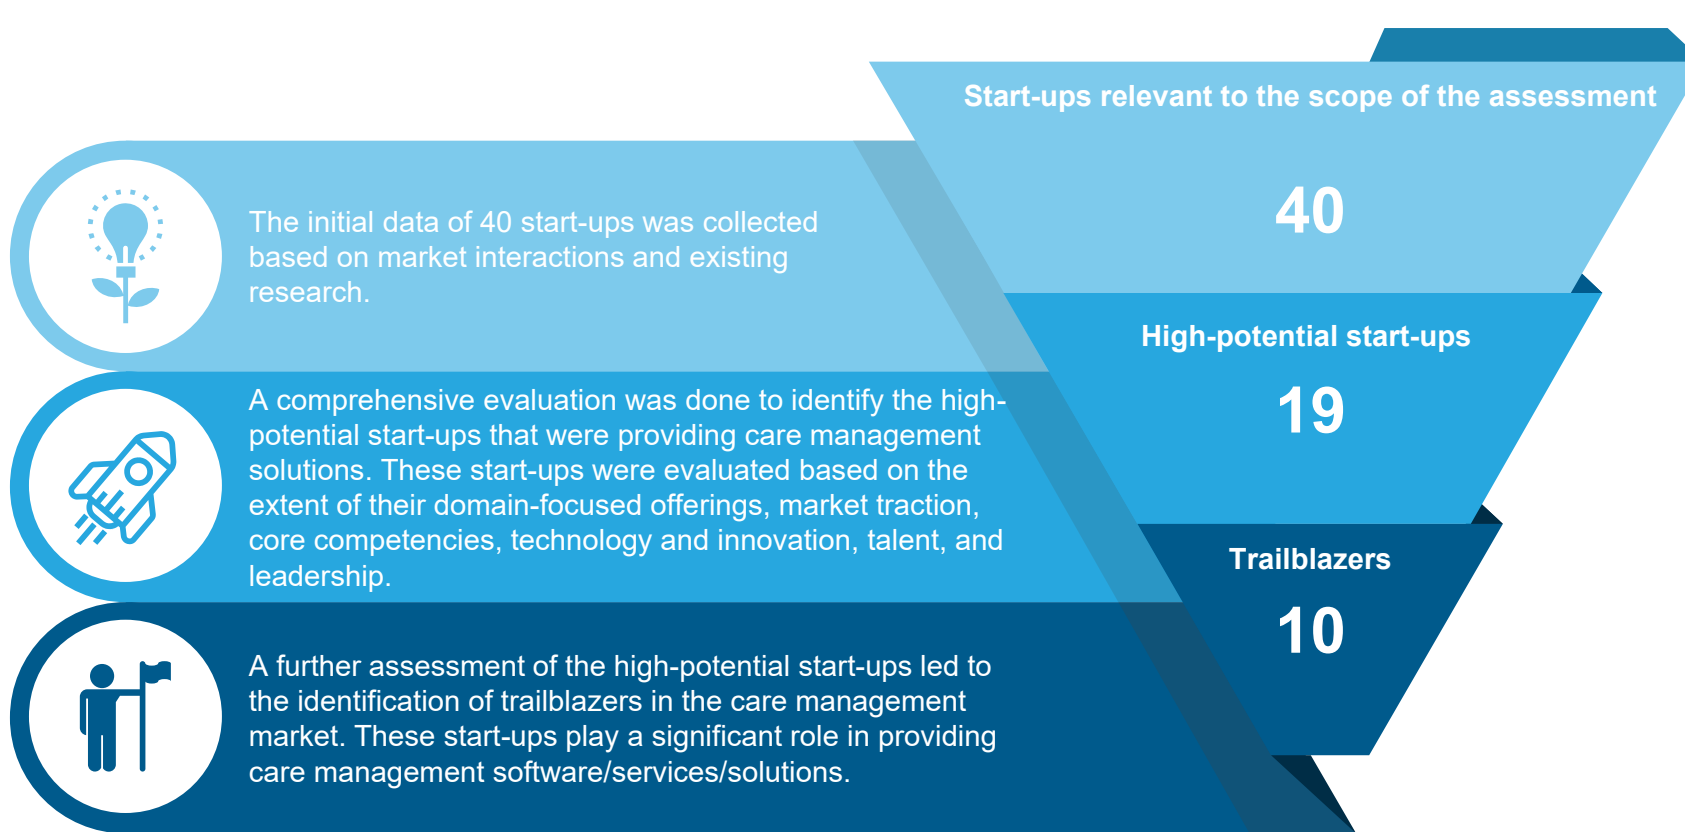 Start-ups relevant to the scope of the assessment
40
The initial data of 40 start-ups was collected
based on market interactions and existing
research.
High-potential start-ups
19
A comprehensive evaluation was done to identify the high-
potential start-ups that were providing care management
solutions. These start-ups were evaluated based on the
extent of their domain-focused offerings, market traction,
core competencies, technology and innovation, talent, and
leadership.
Trailblazers
10
A further assessment of the high-potential start-ups led to
the identification of trailblazers in the care management
market. These start-ups play a significant role in providing
care management software/services/solutions.